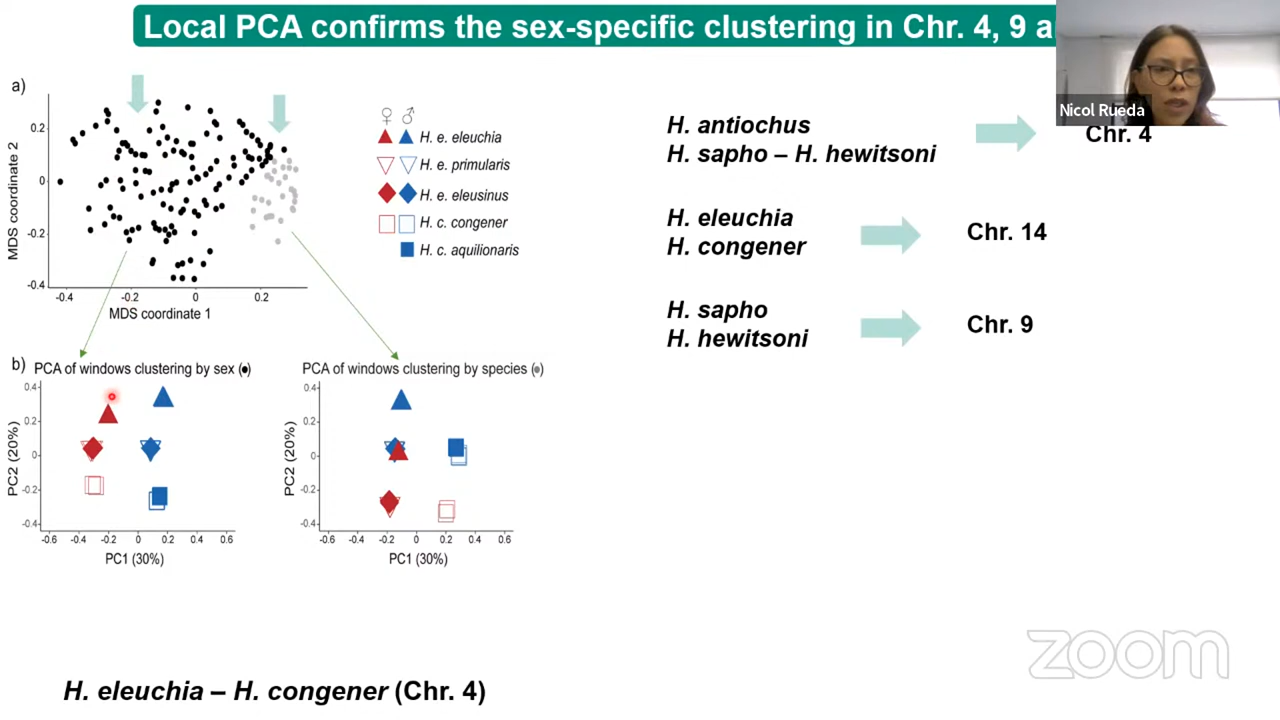 Local PCA confirms the sex-specific clustering in Chr. 4, 9 a
Nicol Rueda
a)
MDS coordinate 2
0.2
0
-0.2
-0.4
-0.4 -0.2 0 0.2
MDS coordinate 1
♀ ♂
H. e. eleuchia
H. e. primularis
H. e. eleusinus
H. c. congener
H. c. aquilionaris
H. antiochus
H. sapho – H. hewitsoni
Chr. 4
H. eleuchia
H. congener
Chr. 14
H. sapho
H. hewitsoni
Chr. 9
b)
PCA of windows clustering by sex (●)
PC2 (20%)
0.4
0.2
0
-0.2
-0.4
-0.6 -0.4 -0.2 0 0.2 0.4 0.6
PC1 (30%)
PCA of windows clustering by species (●)
PC2 (20%)
0.4
0.2
0
-0.2
-0.4
-0.6 -0.4 -0.2 0 0.2 0.4 0.6
PC1 (30%)
H. eleuchia – H. congener (Chr. 4)
zoom